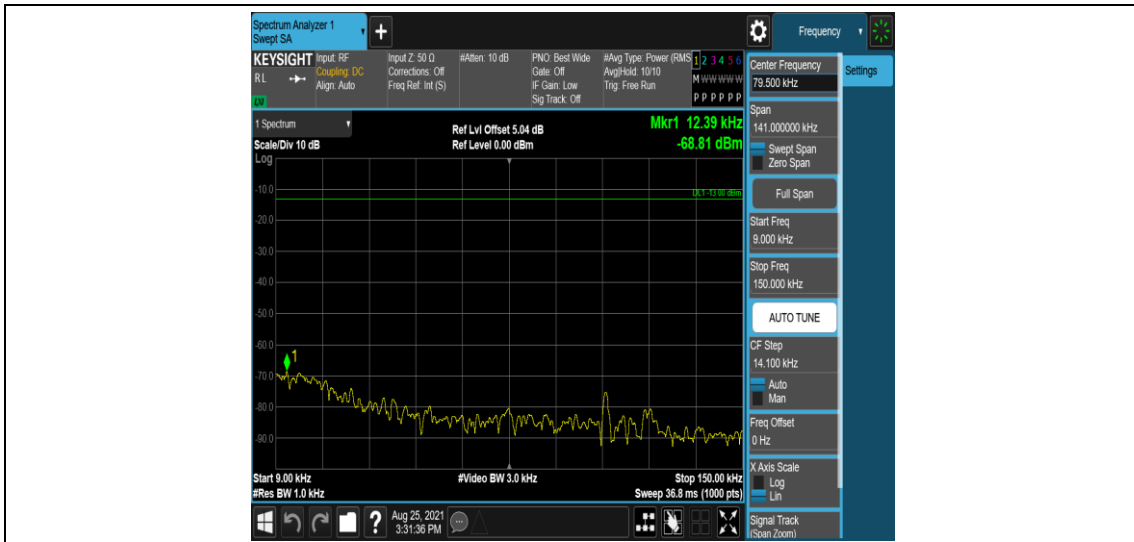 Spectrum Analyzer 1
Swept SA
+
Frequency
KEYSIGHT
RL
LXI
Input: RF
Coupling: DC
Align: Auto
Input Z: 50 Ω
Corrections: Off
Freq Ref: Int (S)
#Atten: 10 dB
PNO: Best Wide
Gate: Off
IF Gain: Low
Sig Track: Off
#Avg Type: Power (RMS
Avg|Hold: 10/10
Trig: Free Run
1 2 3 4 5 6
M W W W W W
P P P P P P
Center Frequency
79.500 kHz
Settings
1 Spectrum
Scale/Div 10 dB
Ref Lvl Offset 5.04 dB
Ref Level 0.00 dBm
Mkr1 12.39 kHz
-68.81 dBm
Log
DL1 -13.00 dBm
-10.0
-20.0
-30.0
-40.0
-50.0
-60.0
-70.0
-80.0
-90.0
1
Start 9.00 kHz
#Res BW 1.0 kHz
#Video BW 3.0 kHz
Stop 150.00 kHz
Sweep 36.8 ms (1000 pts)
Span
141.000000 kHz
Swept Span
Zero Span
Full Span
Start Freq
9.000 kHz
Stop Freq
150.000 kHz
AUTO TUNE
CF Step
14.100 kHz
Auto
Man
Freq Offset
0 Hz
X Axis Scale
Log
Lin
Signal Track
(Span Zoom)
?
Aug 25, 2021
3:31:36 PM